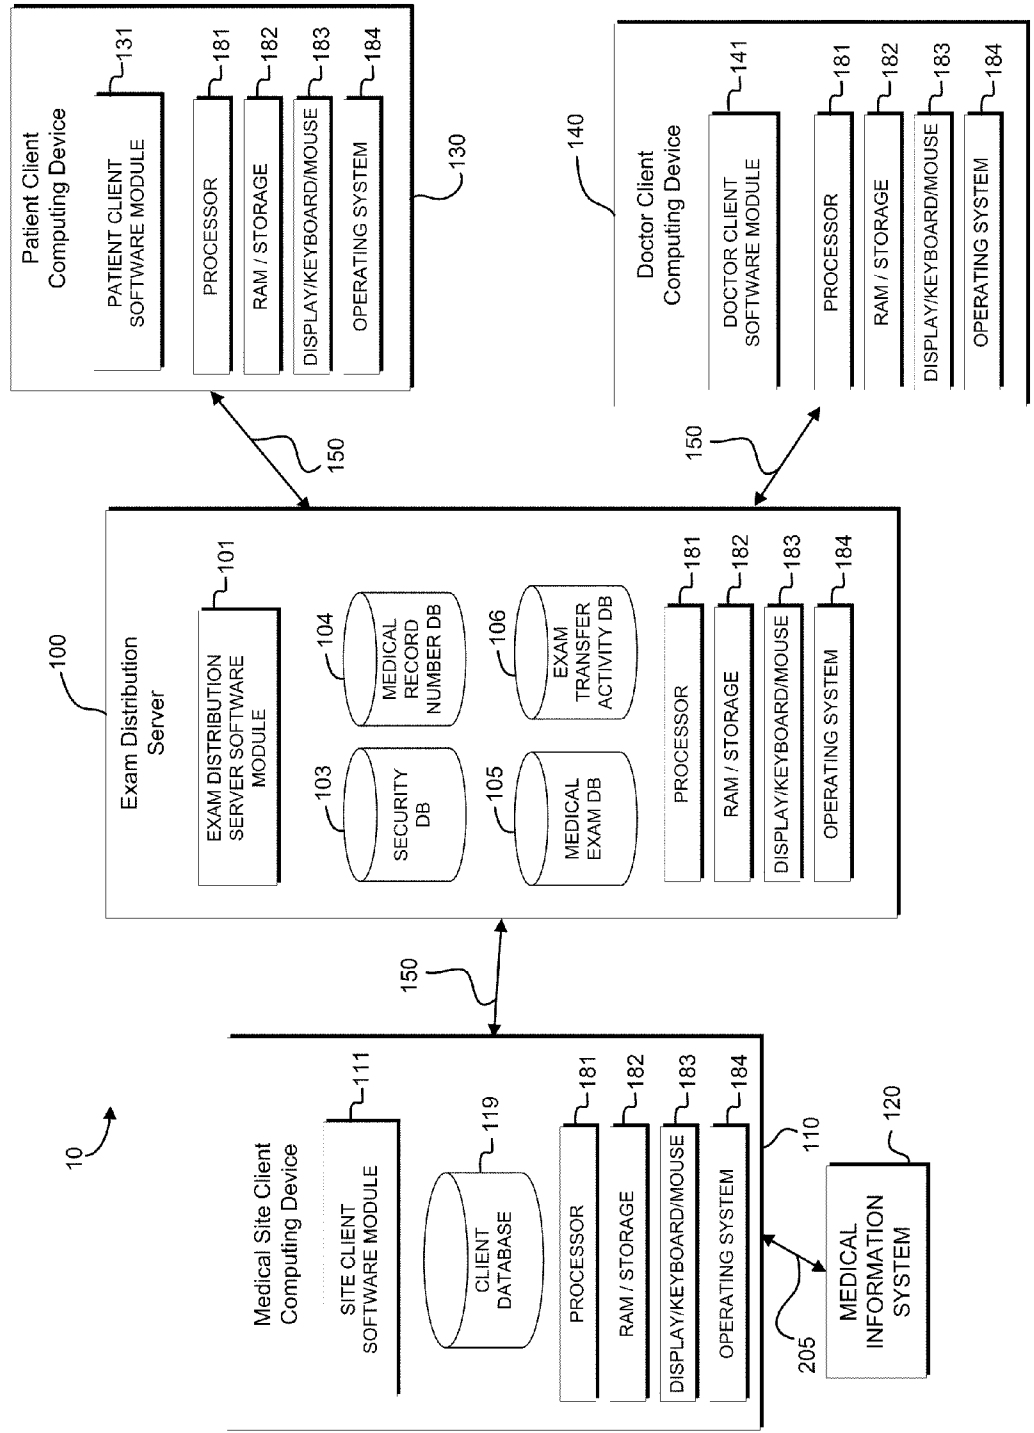 10
Medical Site Client
Computing Device
SITE CLIENT
SOFTWARE MODULE
111
CLIENT
DATABASE
119
PROCESSOR
181
RAM / STORAGE
182
DISPLAY/KEYBOARD/MOUSE
183
OPERATING SYSTEM
184
110
205
MEDICAL
INFORMATION
SYSTEM
120
150
100
Exam Distribution
Server
EXAM DISTRIBUTION
SERVER SOFTWARE
MODULE
101
103
SECURITY
DB
104
MEDICAL
RECORD
NUMBER DB
105
MEDICAL
EXAM DB
106
EXAM
TRANSFER
ACTIVITY DB
PROCESSOR
181
RAM / STORAGE
182
DISPLAY/KEYBOARD/MOUSE
183
OPERATING SYSTEM
184
150
150
Patient Client
Computing Device
PATIENT CLIENT
SOFTWARE MODULE
131
PROCESSOR
181
RAM / STORAGE
182
DISPLAY/KEYBOARD/MOUSE
183
OPERATING SYSTEM
184
130
140
Doctor Client
Computing Device
DOCTOR CLIENT
SOFTWARE MODULE
141
PROCESSOR
181
RAM / STORAGE
182
DISPLAY/KEYBOARD/MOUSE
183
OPERATING SYSTEM
184